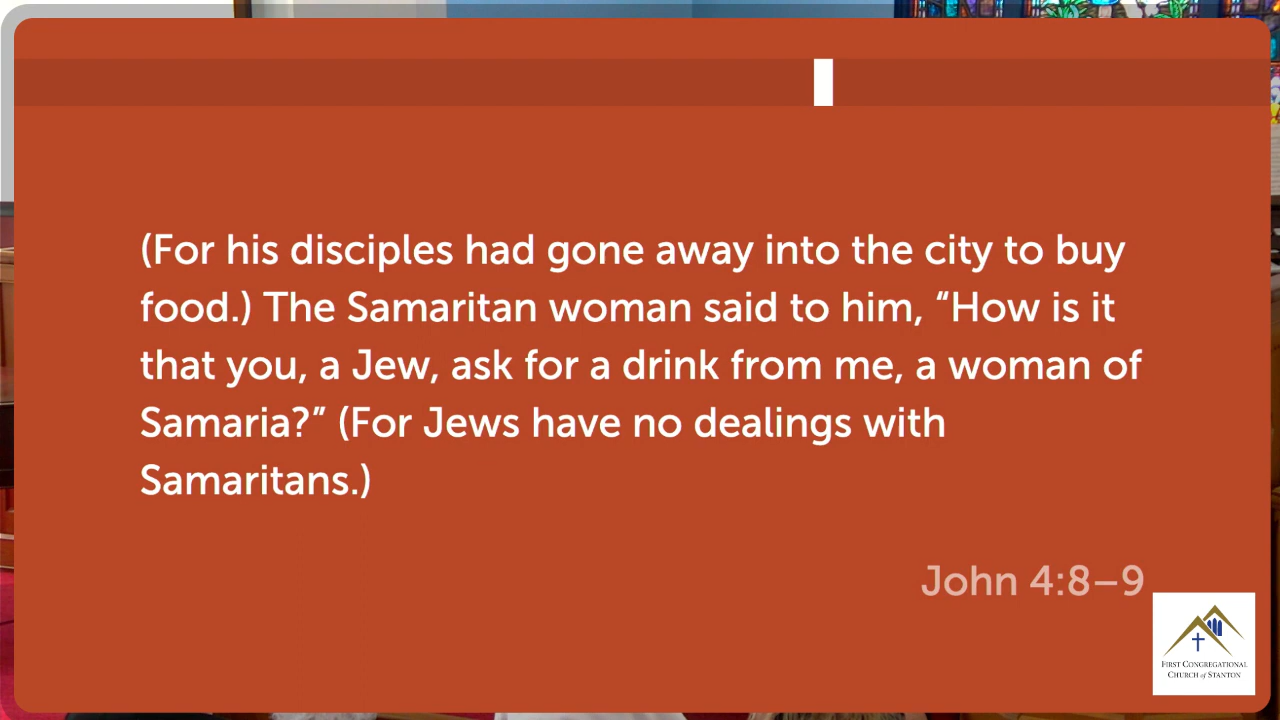 (For his disciples had gone away into the city to buy
food.) The Samaritan woman said to him, “How is it
that you, a Jew, ask for a drink from me, a woman of
Samaria?” (For Jews have no dealings with
Samaritans.)
John 4:8–9
First Congregational
Church of Stanton